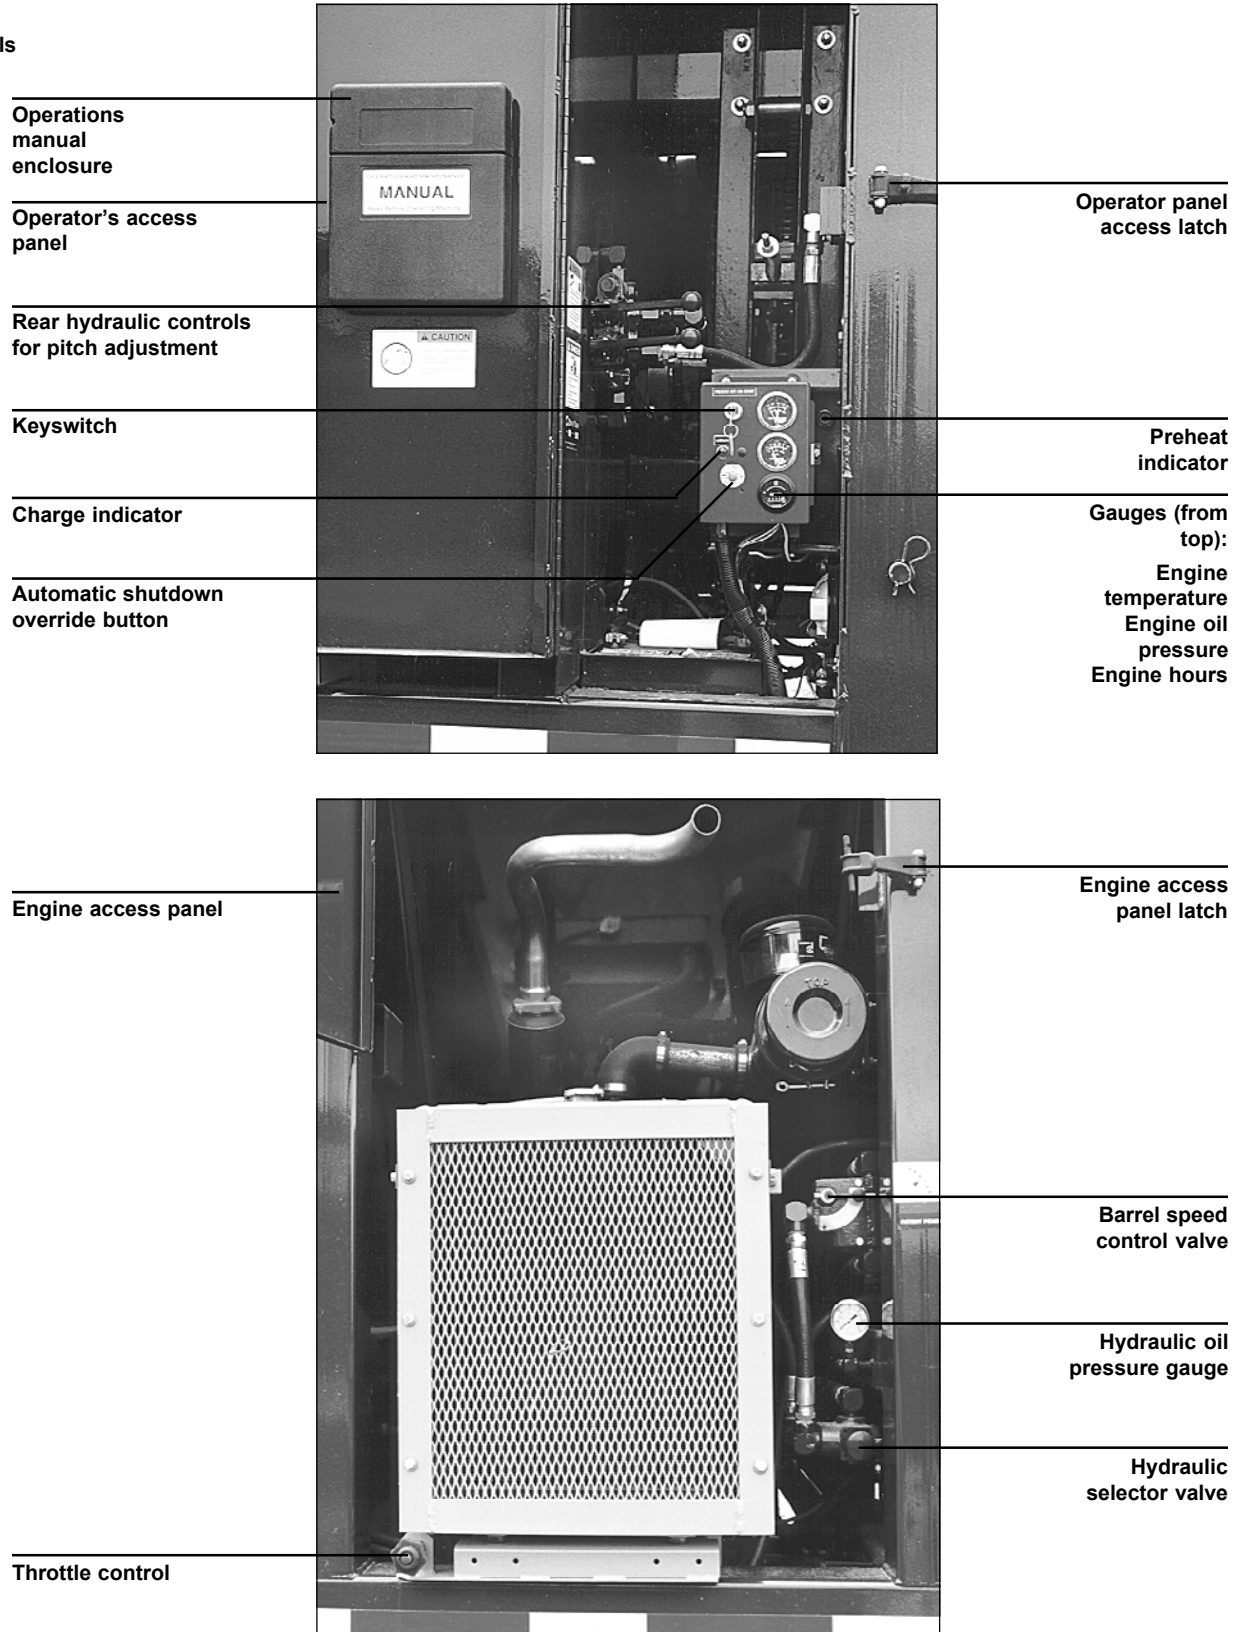 ls
Operations
manual
enclosure
Operator's access
panel
Rear hydraulic controls
for pitch adjustment
Keyswitch
Charge indicator
Automatic shutdown
override button
MANUAL
CAUTION
Operator panel
access latch
Preheat
indicator
Gauges (from
top):
Engine
temperature
Engine oil
pressure
Engine hours
Engine access panel
Throttle control
TOP
Engine access
panel latch
Barrel speed
control valve
Hydraulic oil
pressure gauge
Hydraulic
selector valve